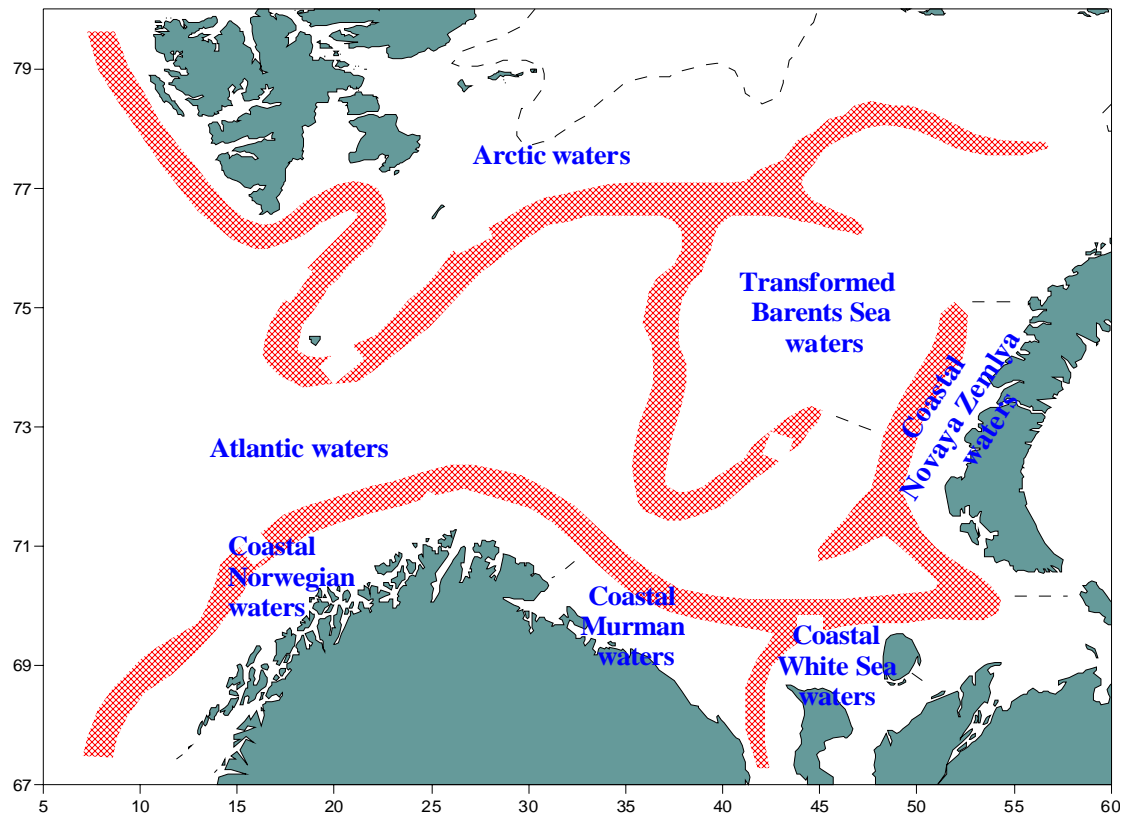 79
77
75
73
71
69
67
5 10 15 20 25 30 35 40 45 50 55 60
Arctic waters
Transformed
Barents Sea
waters
Coastal
Novaya Zemlya
waters
Atlantic waters
Coastal
Norwegian
waters
Coastal
Murman
waters
Coastal
White Sea
waters